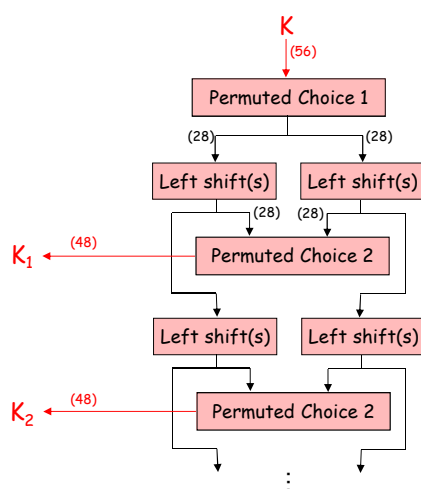 K
(56)
Permuted Choice 1
(28) (28)
Left shift(s) Left shift(s)
(28) (28)
K₁ (48) Permuted Choice 2
Left shift(s) Left shift(s)
K₂ (48) Permuted Choice 2
⋮